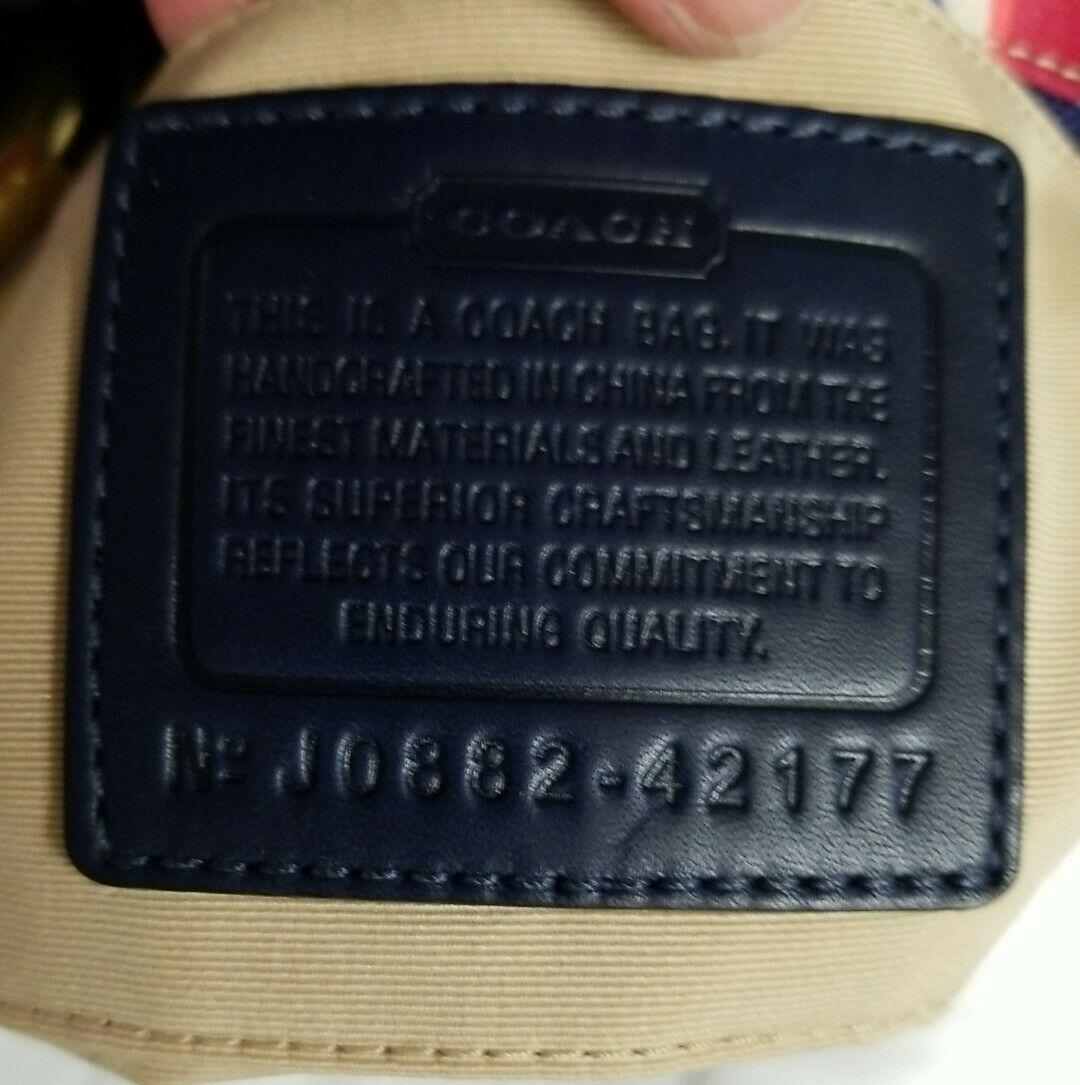 COACH
THIS IS A COACH BAG. IT WAS
HANDCRAFTED IN CHINA FROM THE
FINEST MATERIALS AND LEATHER.
ITS SUPERIOR CRAFTSMANSHIP
REFLECTS OUR COMMITMENT TO
ENDURING QUALITY.
Nº J0882-42177